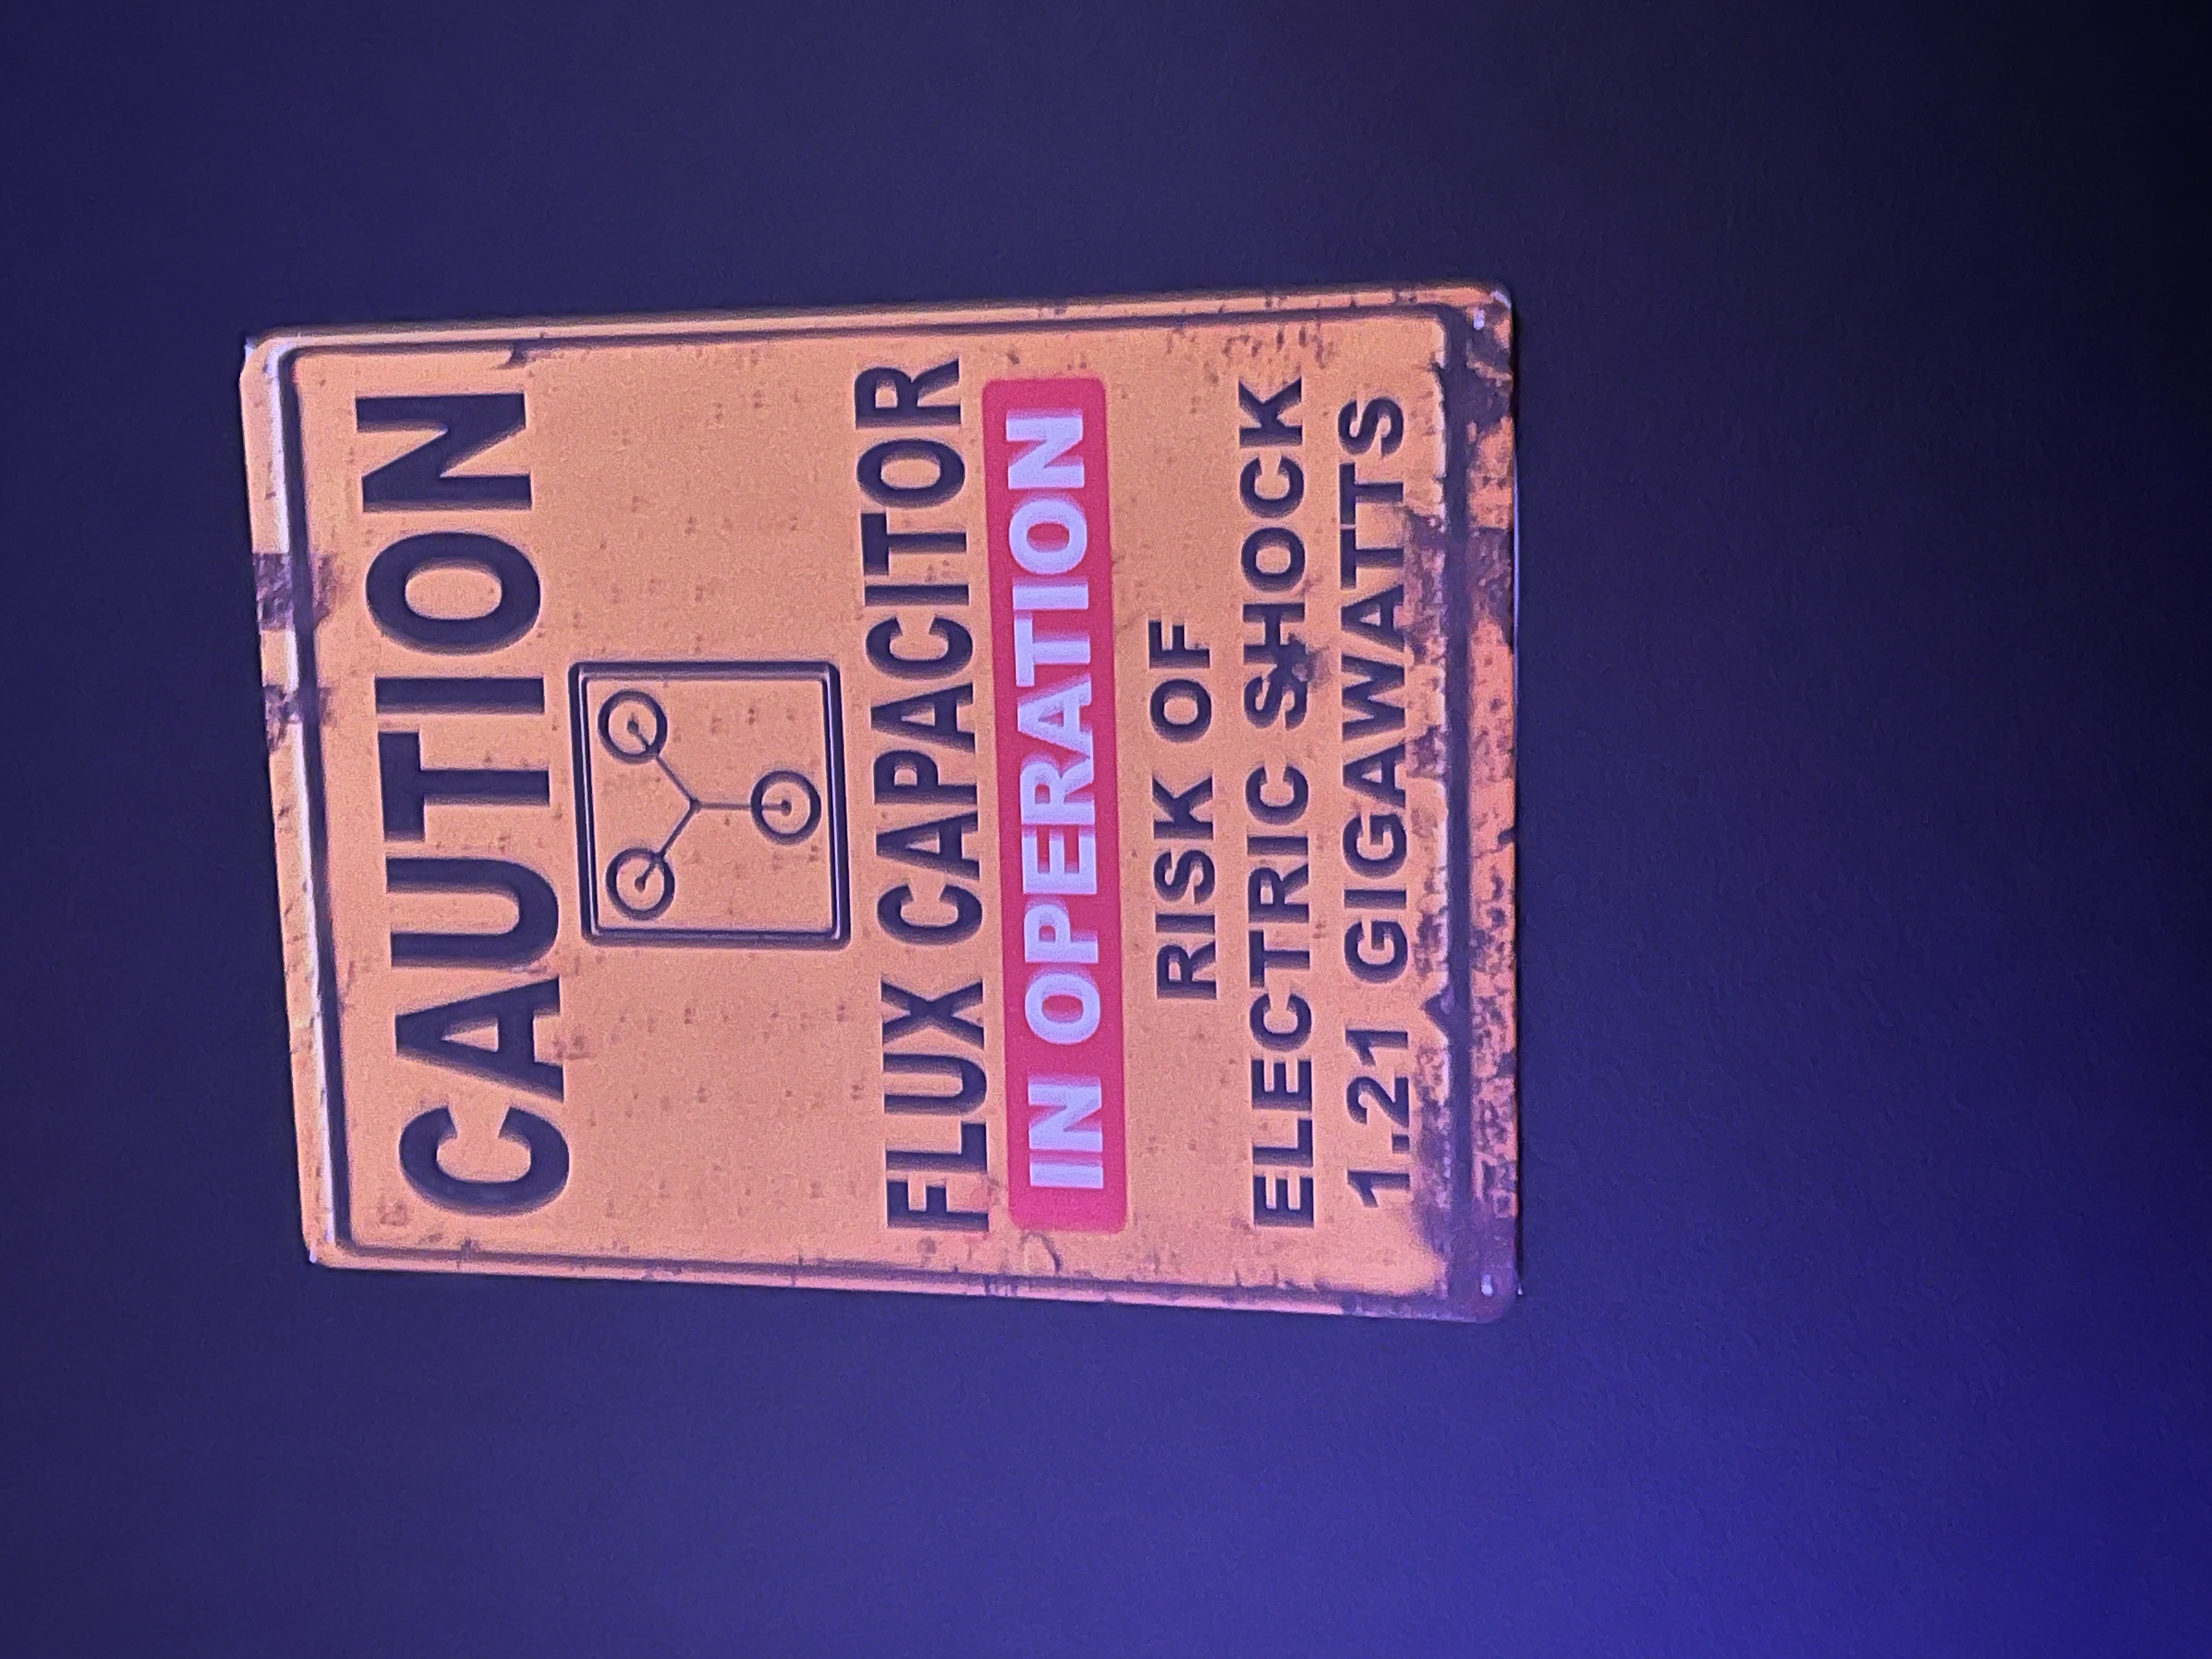 CAUTION
FLUX CAPACITOR
IN OPERATION
RISK OF
ELECTRIC SHOCK
1.21 GIGAWATTS